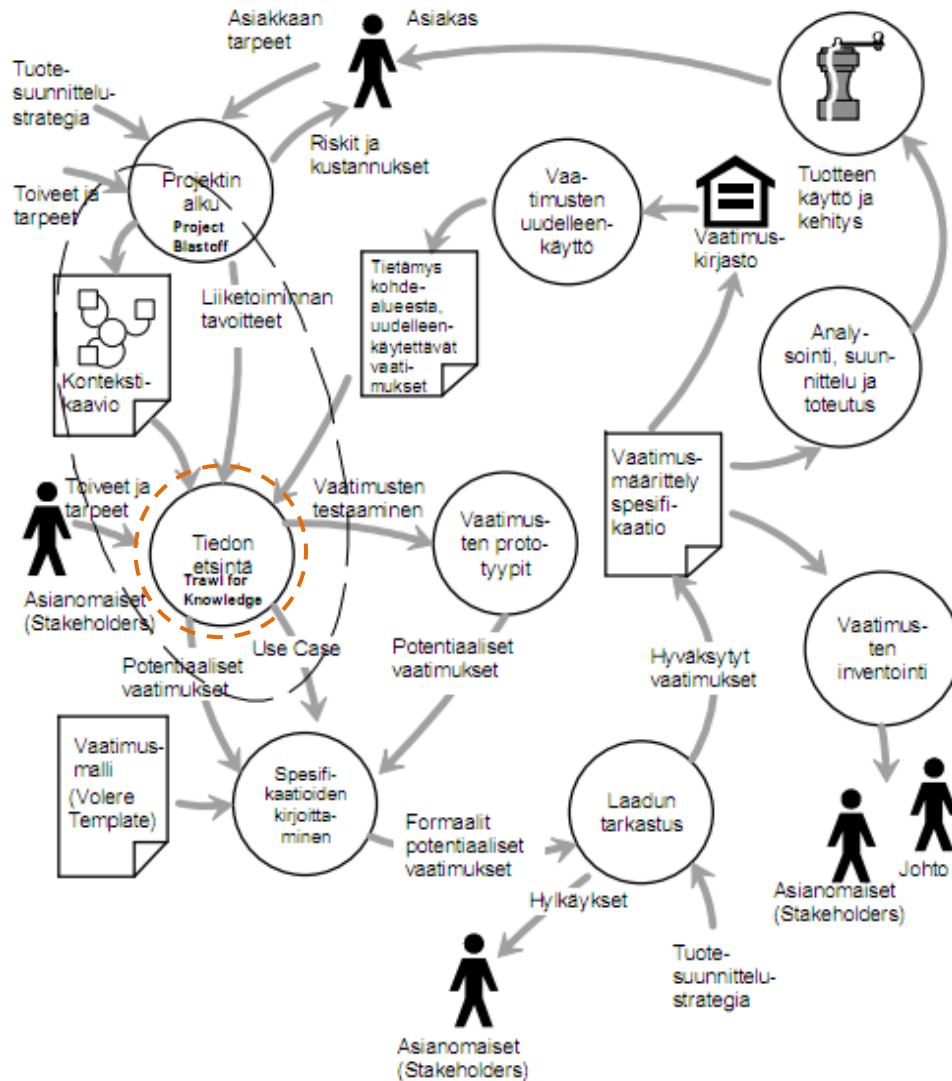 Asiakkaan
tarpeet
Asiakas
Tuote-
suunnittelu-
strategia
Riskit ja
kustannukset
Toiveet ja
tarpeet
Projektin
alku
Project
Blastoff
Vaa-
timusten
uudelleen-
käyttö
Vaatimus-
kirjasto
Tuotteen
käyttö ja
kehitys
Liiketoiminnan
tavoitteet
Tietämys
kohde-
alueesta,
uudelleen-
käytettävät
vaati-
mukset
Konteksti-
kaavio
Analy-
sointi, suun-
nittelu ja
toteutus
Toiveet ja
tarpeet
Vaatimusten
testaaminen
Vaatimus-
määrittely
spesifi-
kaatio
Tiedon
etsintä
Trawl for
Knowledge
Vaatimus-
ten proto-
tyypit
Asianomaiset
(Stakeholders)
Use Case
Potentiaaliset
vaatimukset
Potentiaaliset
vaatimukset
Hyväksytyt
vaatimukset
Vaatimus-
ten
inventointi
Vaatimus-
malli
(Volere
Template)
Spesifi-
kaatioiden
kirjoitta-
minen
Formaalit
potentiaaliset
vaatimukset
Laadun
tarkastus
Johto
Asianomaiset
(Stakeholders)
Hylkäykset
Tuote-
suunnittelu-
strategia
Asianomaiset
(Stakeholders)